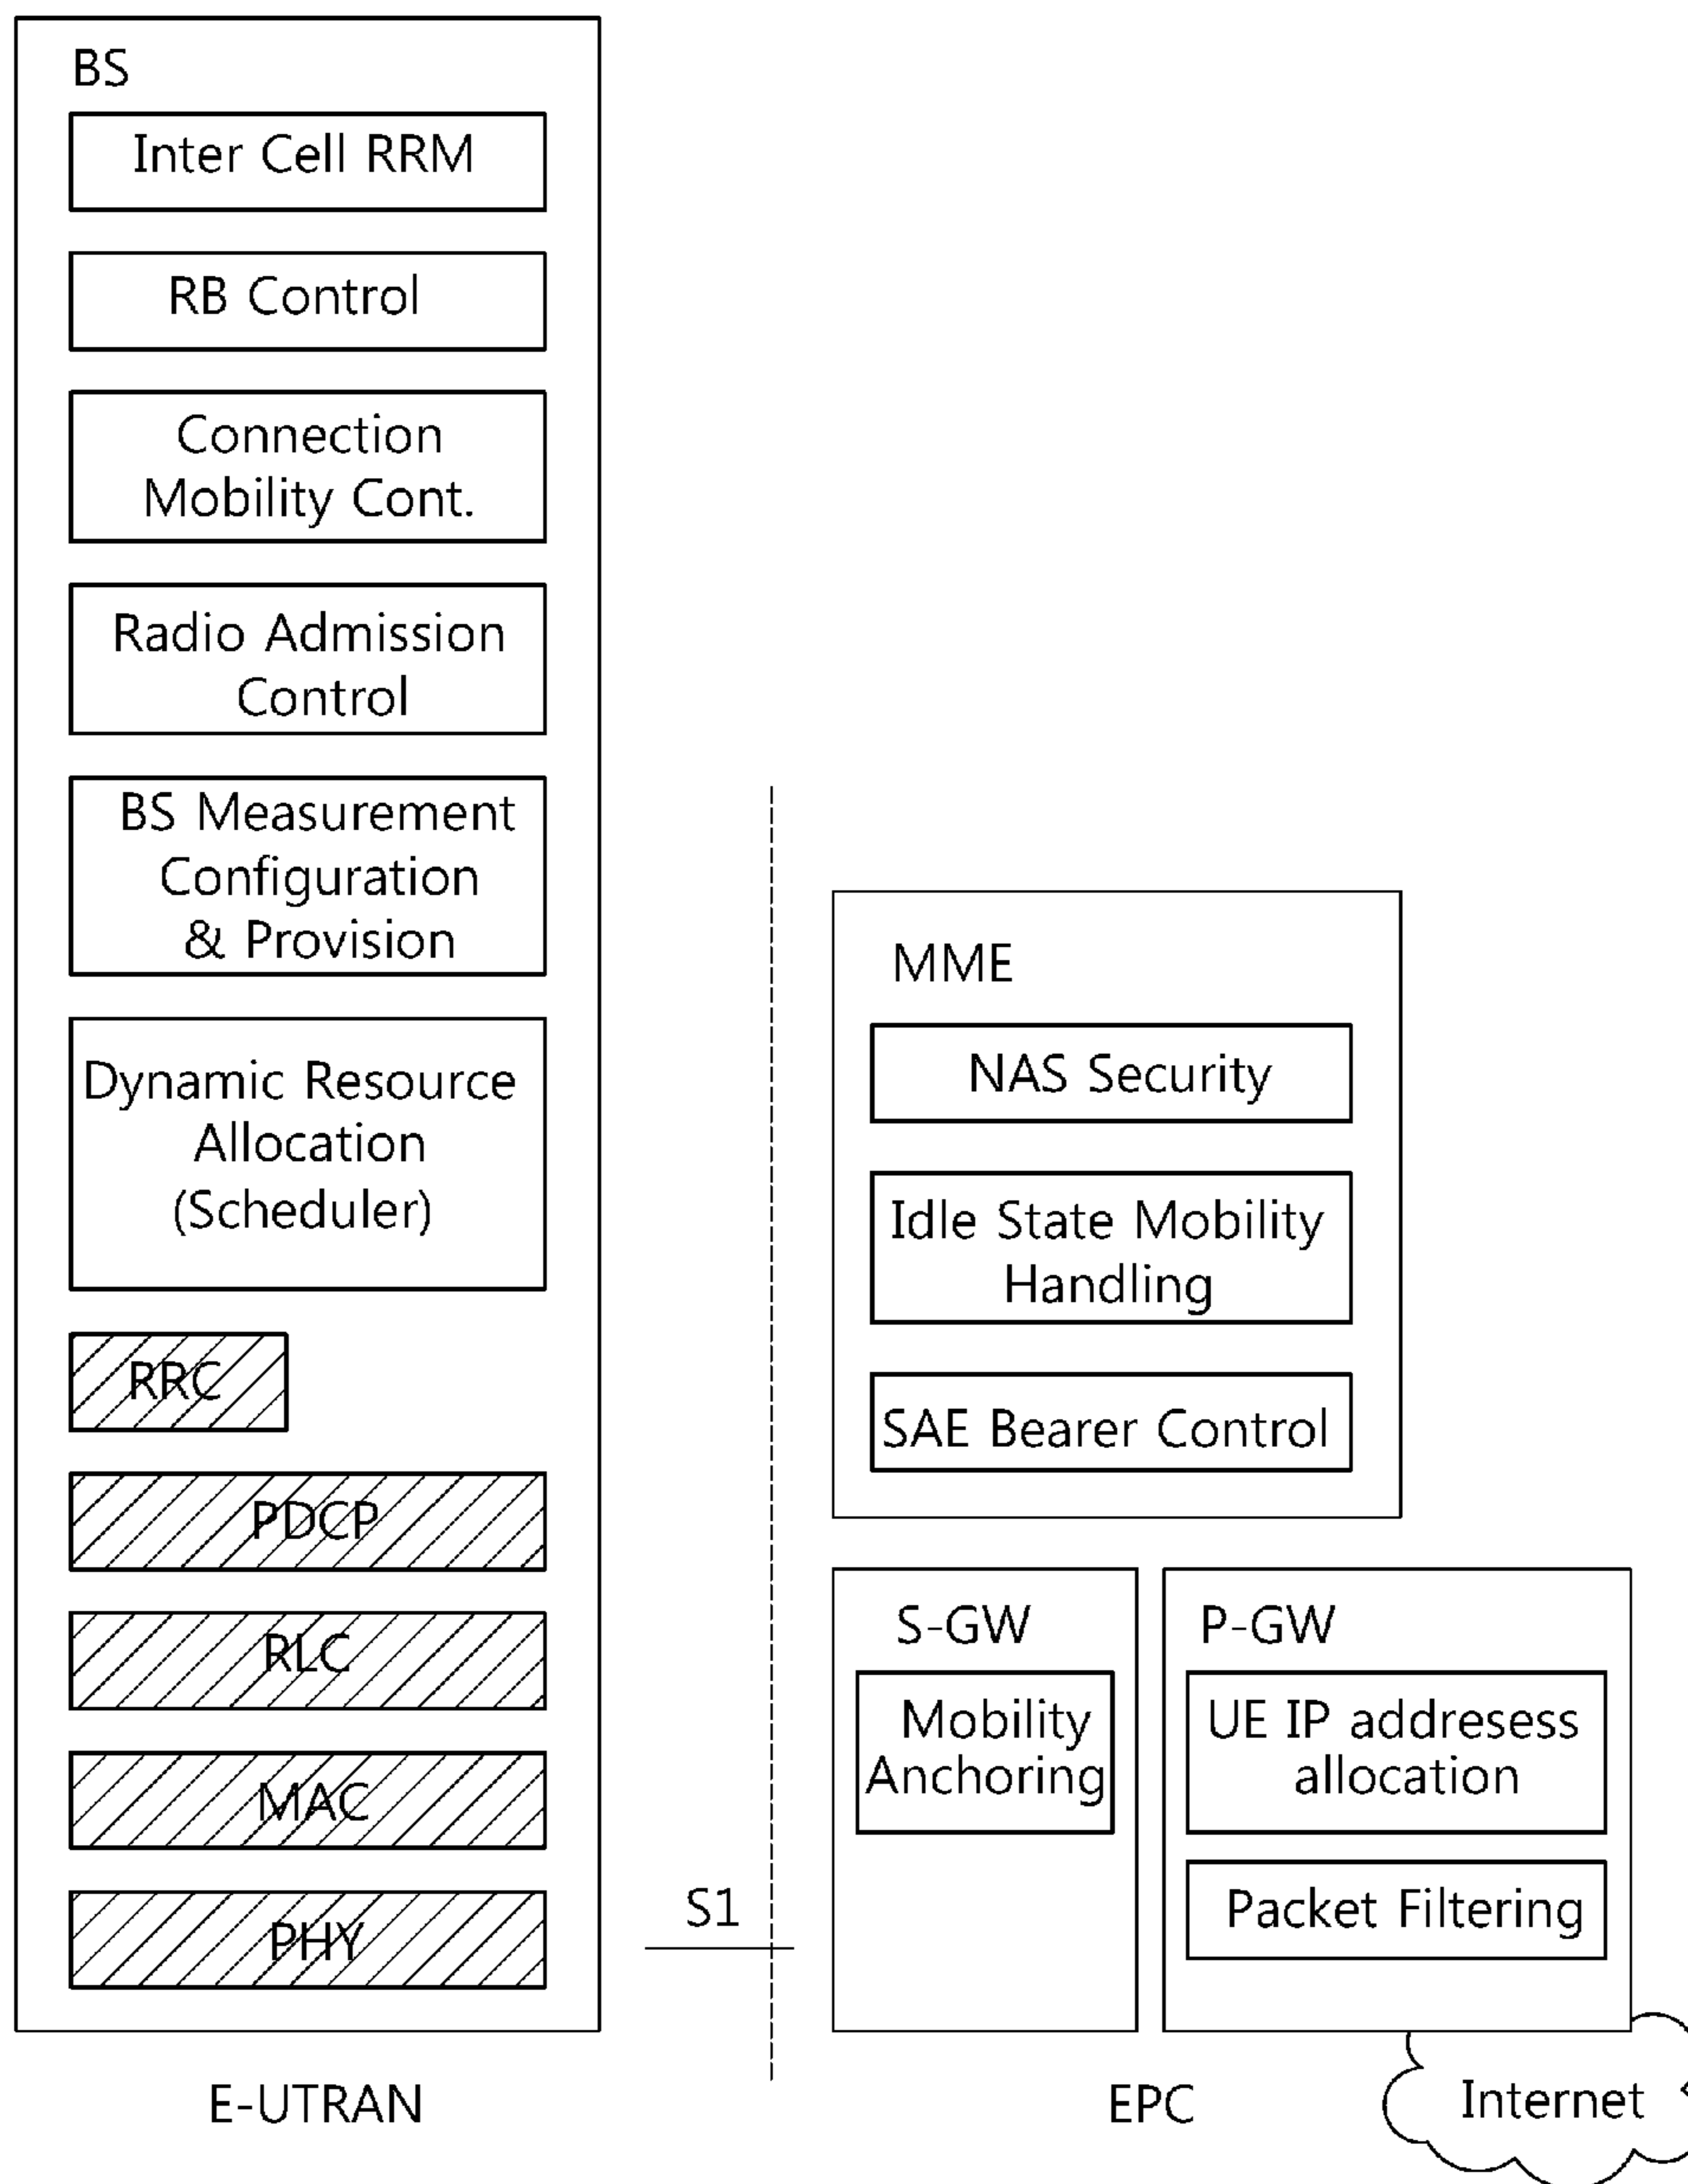 BS
Inter Cell RRM
RB Control
Connection
Mobility Cont.
Radio Admission
Control
BS Measurement
Configuration
& Provision
Dynamic Resource
Allocation
(Scheduler)
RRC
PDCP
RLC
MAC
PHY
S1
MME
NAS Security
Idle State Mobility
Handling
SAE Bearer Control
S-GW
Mobility
Anchoring
P-GW
UE IP addresess
allocation
Packet Filtering
E-UTRAN
EPC
Internet